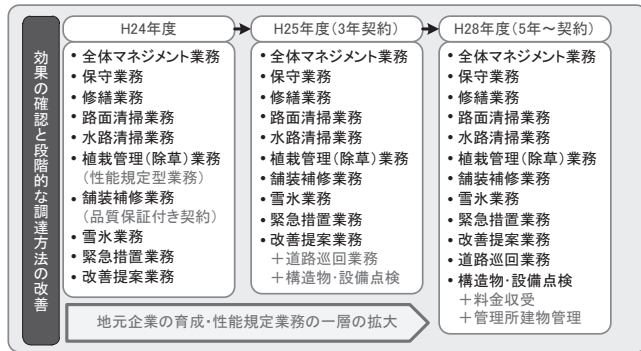 効果の確認と段階的な調達方法の改善
H24年度
• 全体マネジメント業務
• 保守業務
• 修繕業務
• 路面清掃業務
• 水路清掃業務
• 植栽管理(除草)業務
(性能規定型業務)
• 舗装補修業務
(品質保証付き契約)
• 雪氷業務
• 緊急措置業務
• 改善提案業務
H25年度(3年契約)
• 全体マネジメント業務
• 保守業務
• 修繕業務
• 路面清掃業務
• 水路清掃業務
• 植栽管理(除草)業務
• 舗装補修業務
• 雪氷業務
• 緊急措置業務
• 改善提案業務
＋道路巡回業務
＋構造物・設備点検
H28年度(5年～契約)
• 全体マネジメント業務
• 保守業務
• 修繕業務
• 路面清掃業務
• 水路清掃業務
• 植栽管理(除草)業務
• 舗装補修業務
• 雪氷業務
• 緊急措置業務
• 改善提案業務
• 道路巡回業務
• 構造物・設備点検
＋料金収受
＋管理所建物管理
地元企業の育成・性能規定業務の一層の拡大